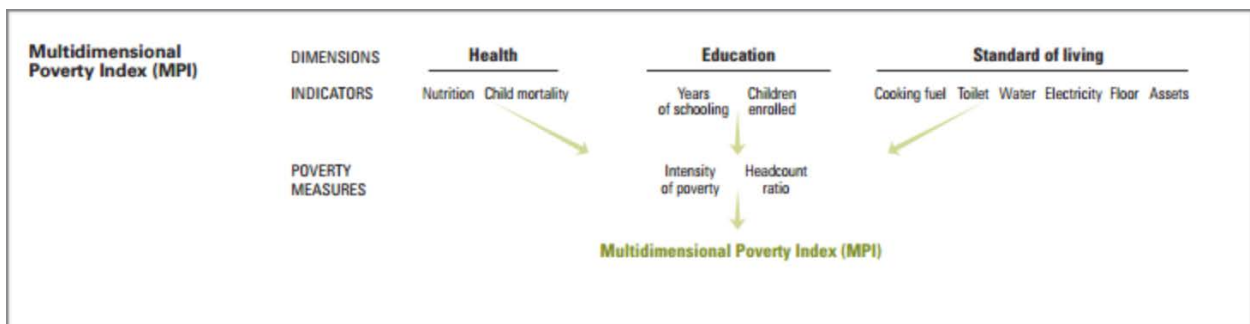 Multidimensional
Poverty Index (MPI)
DIMENSIONS Health Education Standard of living
INDICATORS Nutrition Child mortality Years of schooling Children enrolled Cooking fuel Toilet Water Electricity Floor Assets
POVERTY
MEASURES
Intensity of poverty Headcount ratio
Multidimensional Poverty Index (MPI)